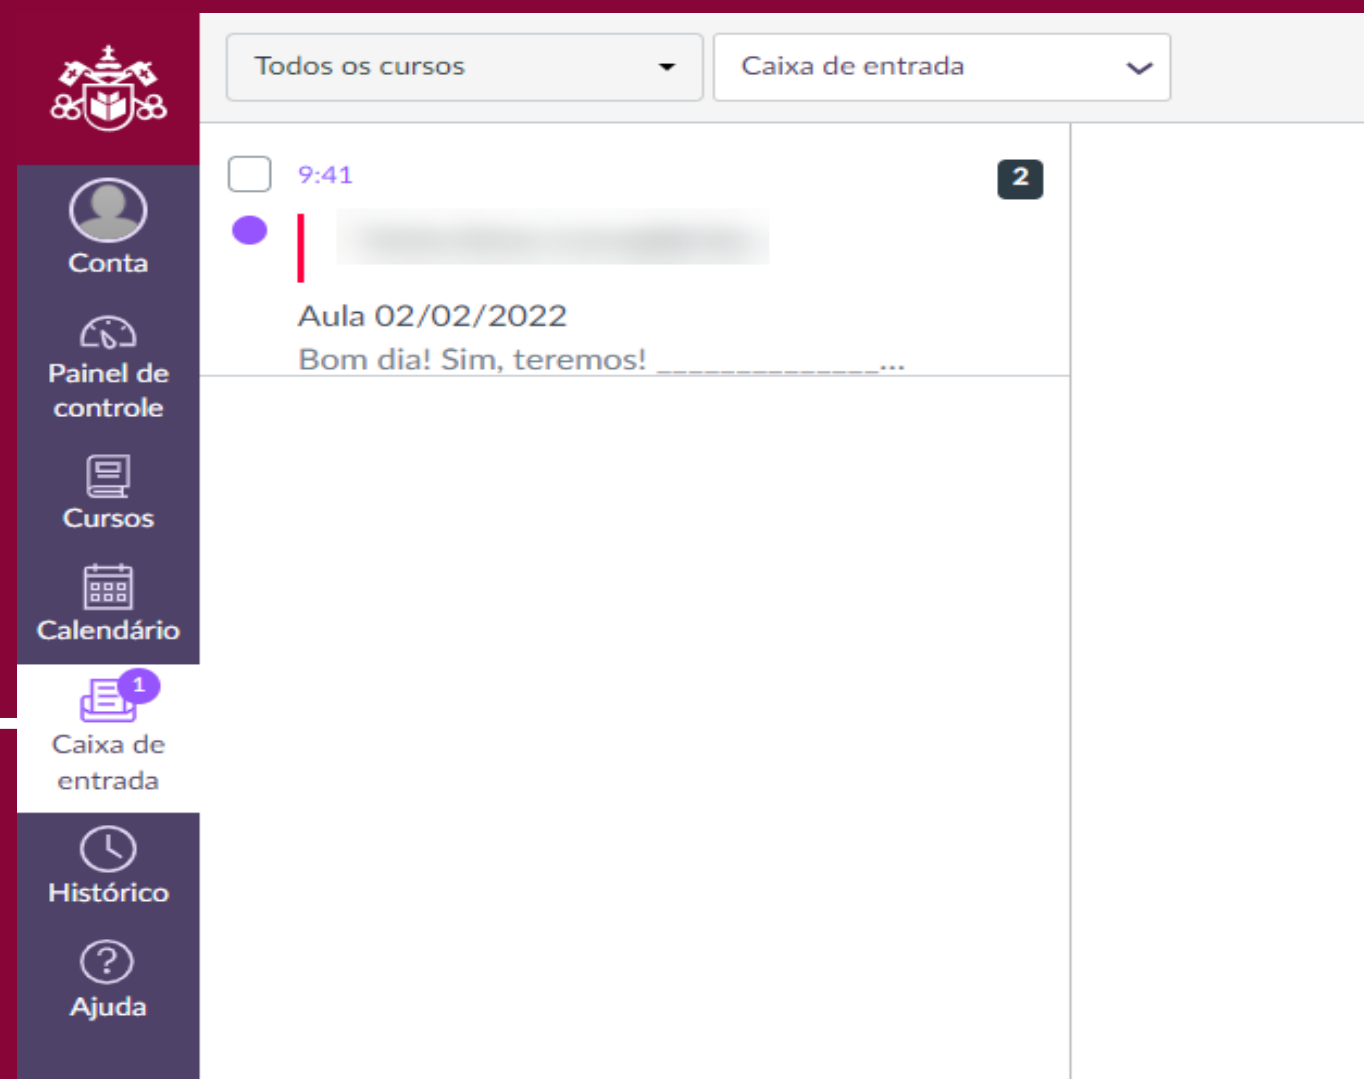 Todos os cursos
Caixa de entrada
9:41
2
Aula 02/02/2022
Bom dia! Sim, teremos! ______________...
Conta
Painel de
controle
Cursos
Calendário
1
Caixa de
entrada
Histórico
Ajuda